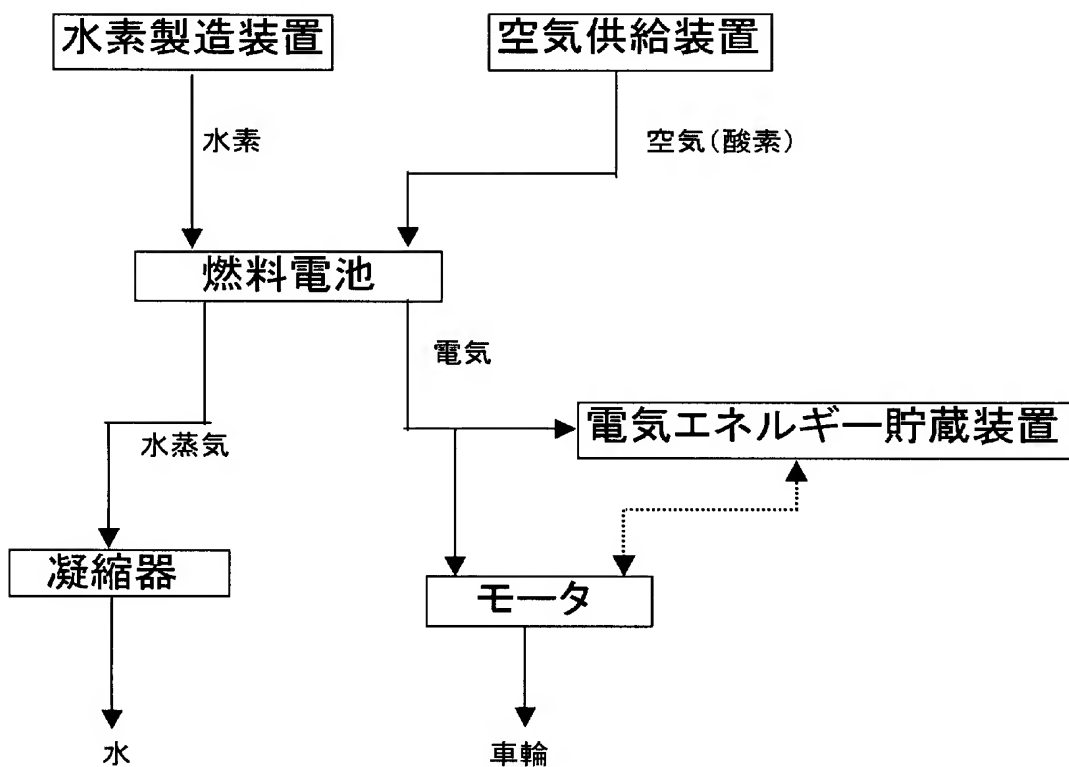 水素製造装置
空気供給装置
水素
空気(酸素)
燃料電池
電気
電気エネルギー貯蔵装置
水蒸気
凝縮器
モータ
水
車輪